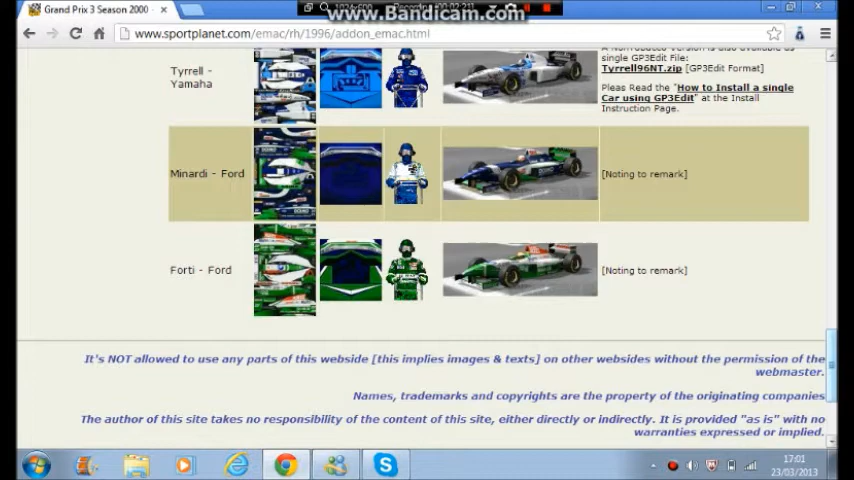 www.Bandicam.com
Grand Prix 3 Season 2000 -
www.sportplanet.com/emac/rh/1996/addon_emac.html
Tyrrell -
Yamaha
single GP3Edit File:
Tyrrell96NT.zip [GP3Edit Format]
Pleas Read the "How to Install a single
Car using GP3Edit" at the Install
Instruction Page.
Minardi - Ford
[Noting to remark]
Forti - Ford
[Noting to remark]
It's NOT allowed to use any parts of this webside [this implies images & texts] on other websides without the permission of the
webmaster.
Names, trademarks and copyrights are the property of the originating companies
The author of this site takes no responsibility of the content of this site, either directly or indirectly. It is provided "as is" with no
warranties expressed or implied.
17:01
23/03/2013